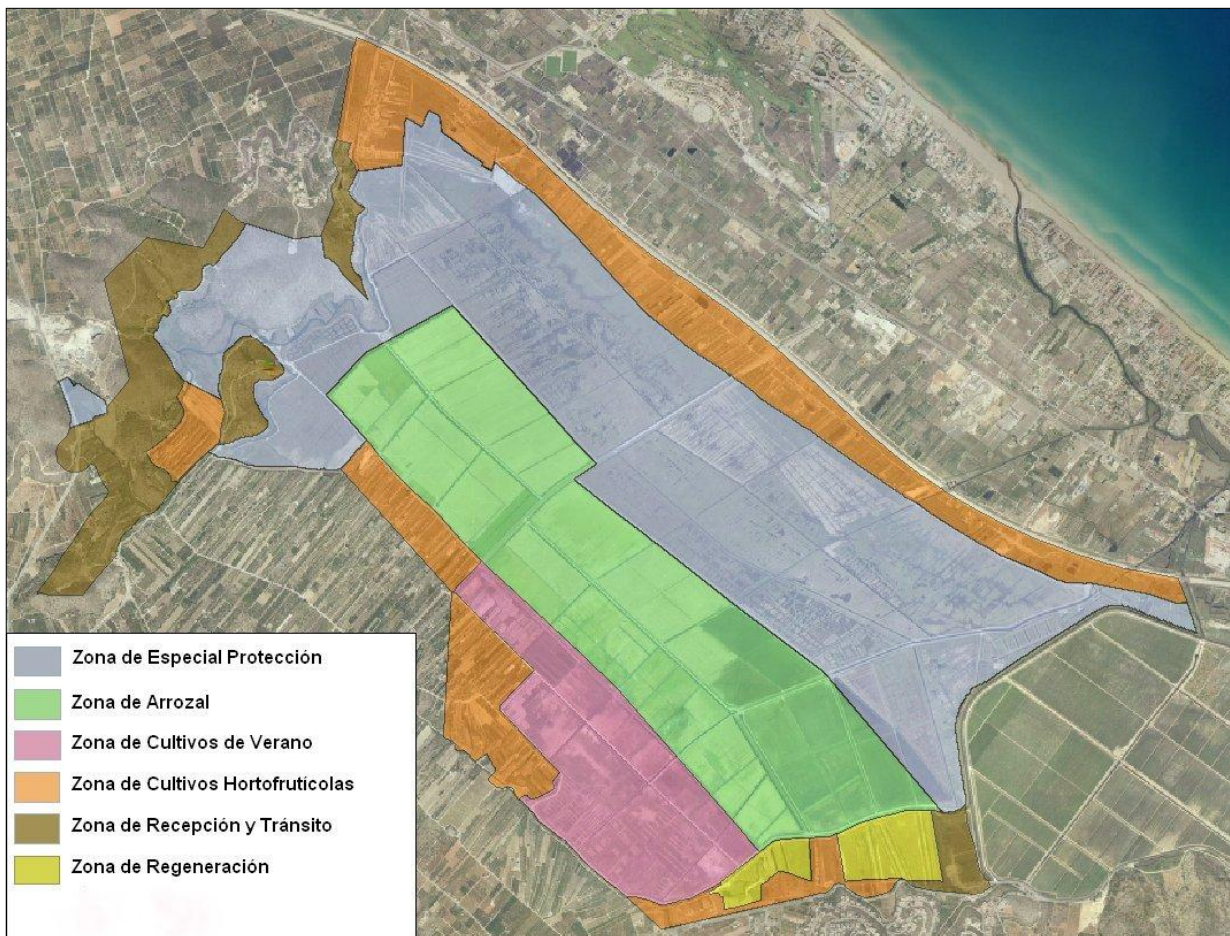 Zona de Especial Protección
Zona de Arrozal
Zona de Cultivos de Verano
Zona de Cultivos Hortofrutícolas
Zona de Recepción y Tránsito
Zona de Regeneración